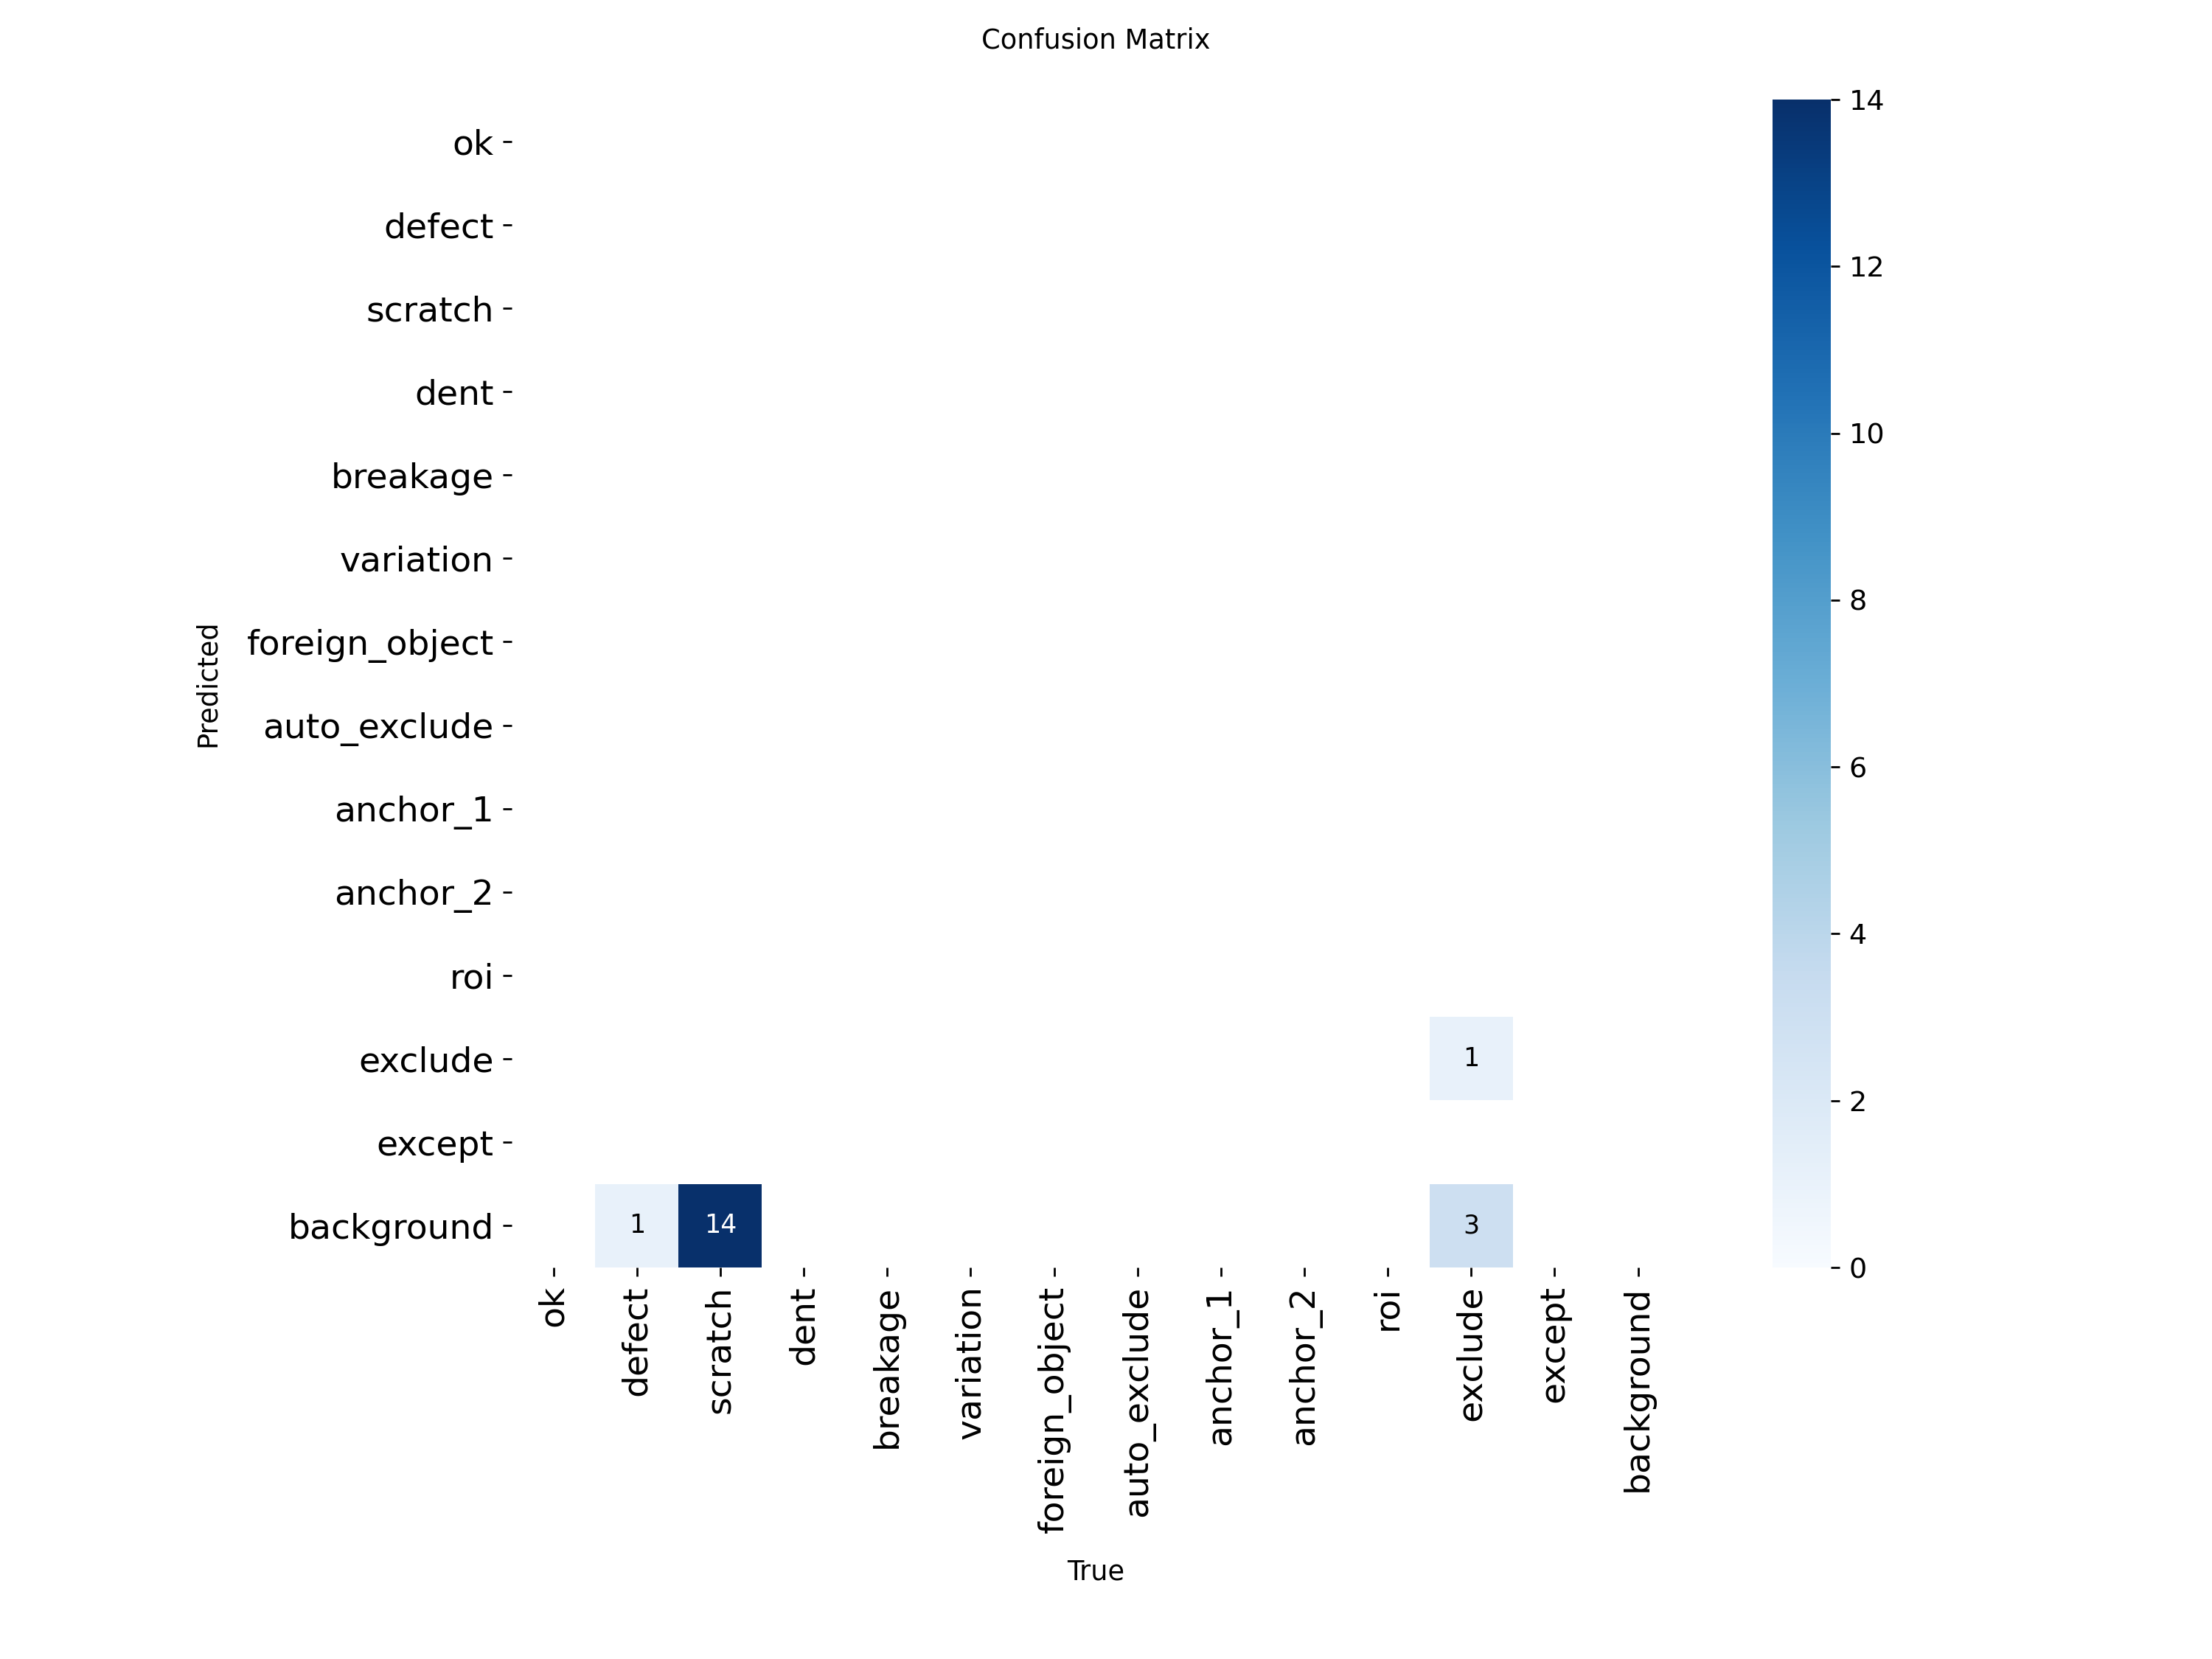 Confusion Matrix
ok
defect
scratch
dent
breakage
variation
foreign_object
auto_exclude
anchor_1
anchor_2
roi
exclude
except
background
Predicted
1
1
14
3
ok
defect
scratch
dent
breakage
variation
foreign_object
auto_exclude
anchor_1
anchor_2
roi
exclude
except
background
True
14
12
10
8
6
4
2
0